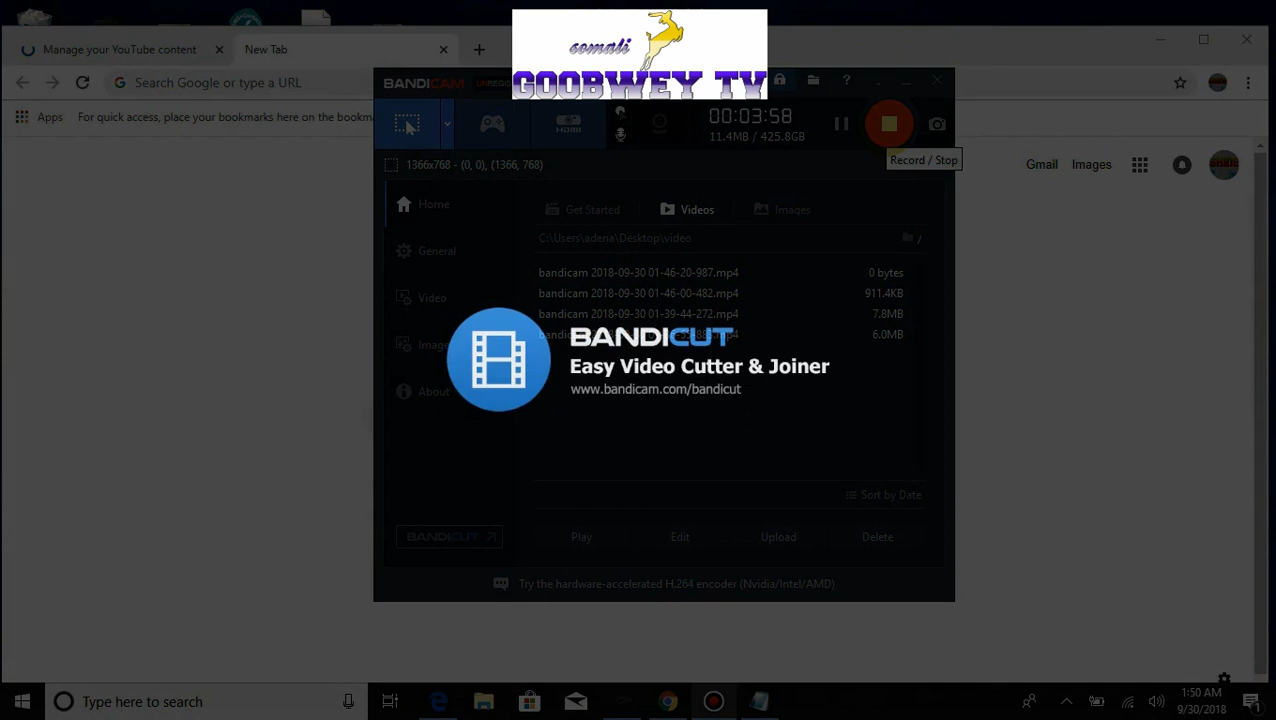 Manage your YouTube content
New Tab
somali
GOOBWEY TV
Search Google or type a URL
BANDICAM
Apps
For quick access, place your bookmarks here on the bookma
HDMI
00:03:58
11.4MB / 425.8GB
Record / Stop
1366x768 - (0, 0), (1366, 768)
Gmail
Images
Home
Get Started
Videos
Images
C:\Users\adena\Desktop\video
General
bandicam 2018-09-30 01-46-20-987.mp4
0 bytes
bandicam 2018-09-30 01-46-00-482.mp4
911.4KB
Video
bandicam 2018-09-30 01-39-44-272.mp4
7.8MB
6.0MB
BANDICUT
Image
Easy Video Cutter & Joiner
www.bandicam.com/bandicut
About
Sort by Date
BANDICUT
Play
Edit
Upload
Delete
Try the hardware-accelerated H.264 encoder (Nvidia/Intel/AMD)
Type here to search
1:50 AM
9/30/2018